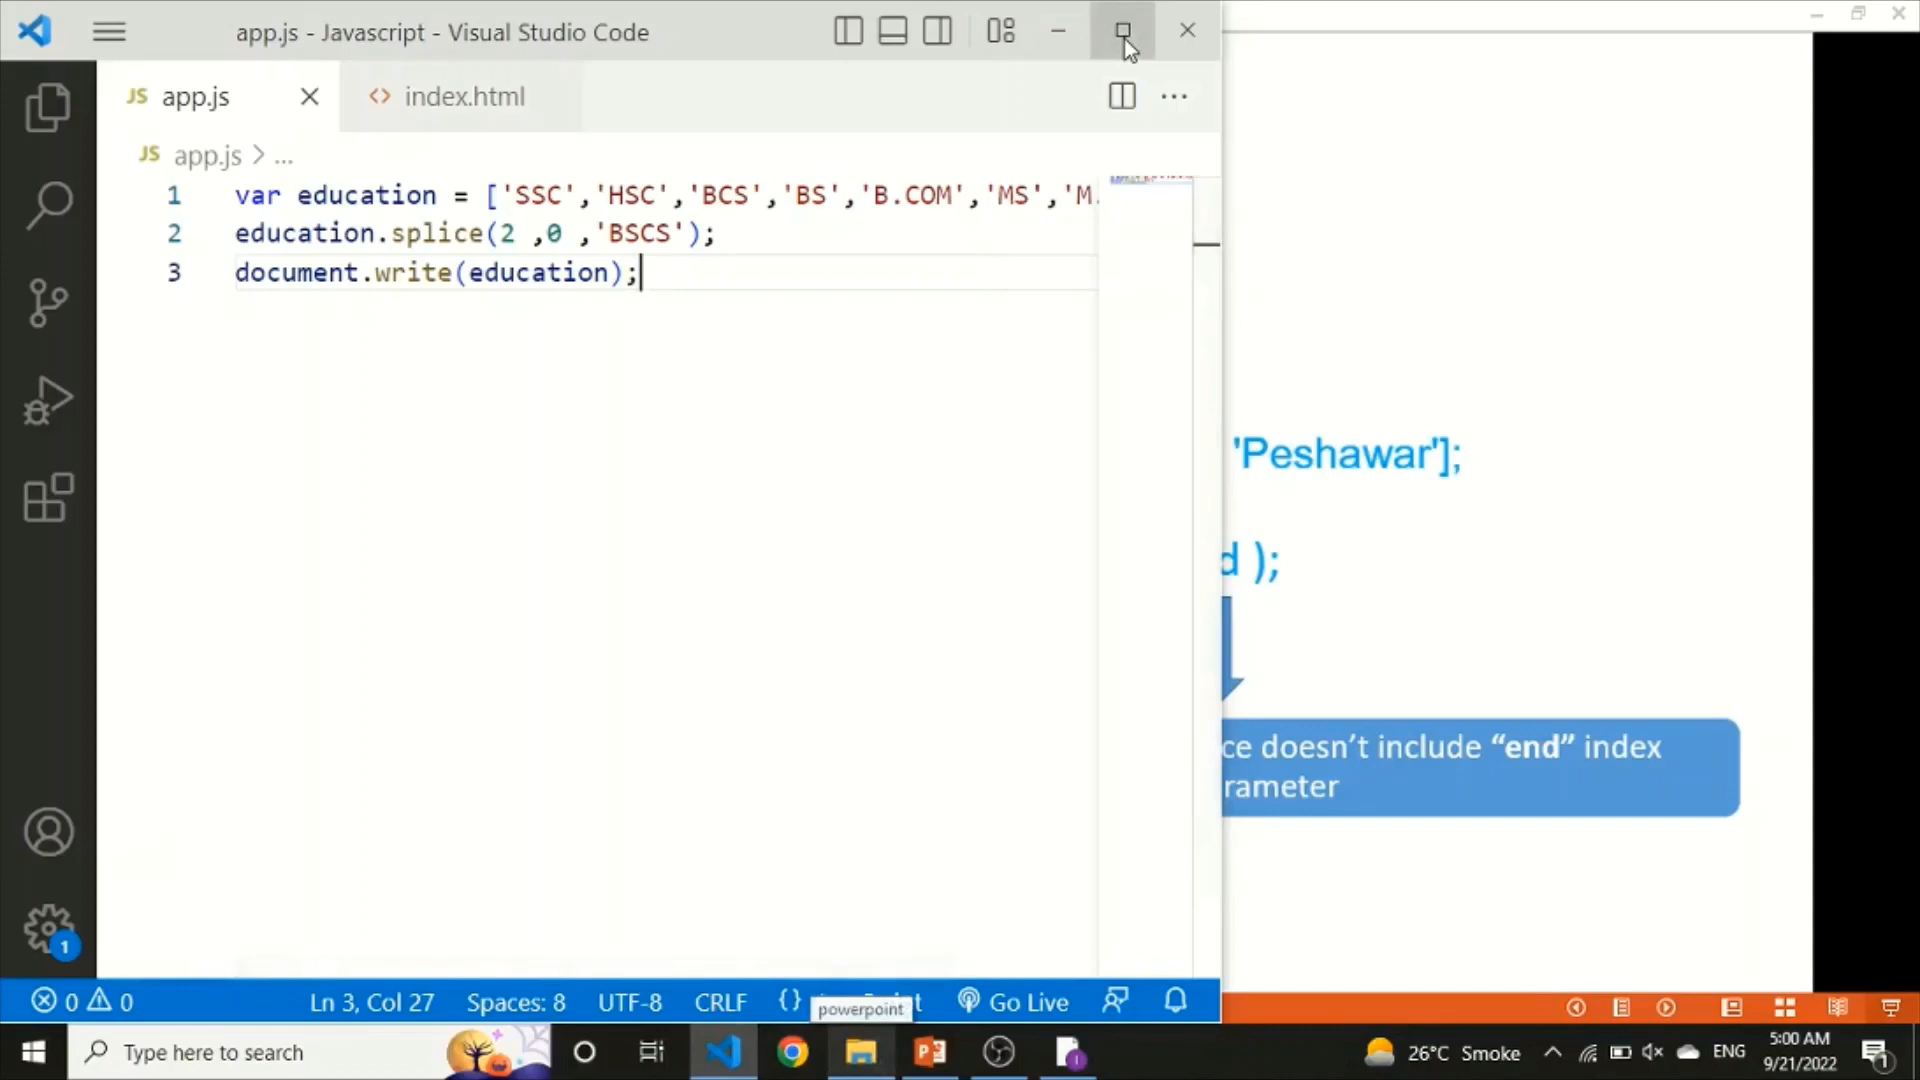 app.js - Javascript - Visual Studio Code
JS app.js
<> index.html
JS app.js > ...
1 var education = ['SSC','HSC','BCS','BS','B.COM','MS','M.
2 education.splice(2 ,0 ,'BSCS');
3 document.write(education);
'Peshawar'];
d );
ce doesn't include “end” index
rameter
1
0 0 Ln 3, Col 27 Spaces: 8 UTF-8 CRLF {} Go Live
powerpoint
Type here to search
26°C Smoke ENG
5:00 AM
9/21/2022
1